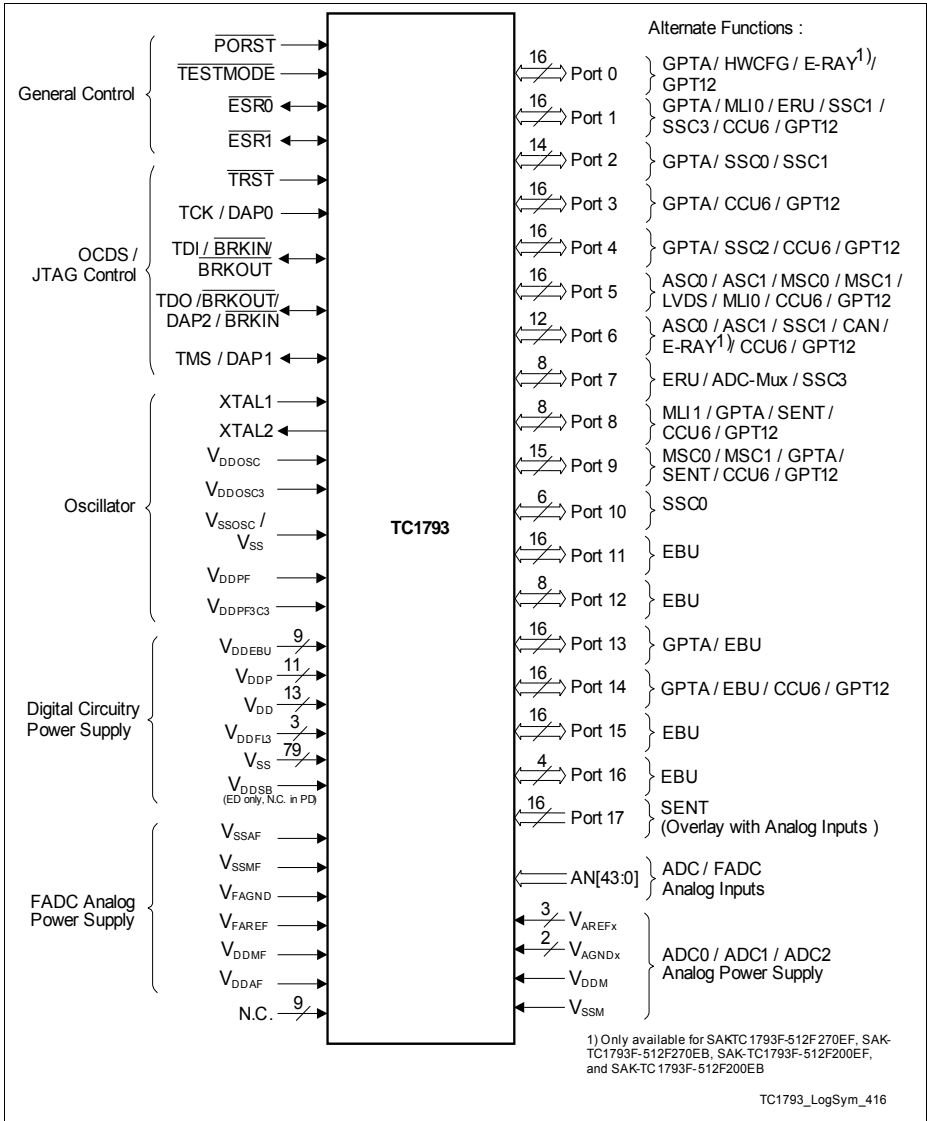 General Control
PORST
TESTMODE
ESR0
ESR1
OCDS /
JTAG Control
TRST
TCK / DAP0
TDI / BRKIN/
BRKOUT
TDO /BRKOUT/
DAP2 / BRKIN
TMS / DAP1
Oscillator
XTAL1
XTAL2
VDDOSC
VDDOSC3
VSSOSC /
VSS
VDDPF
VDDPF3C3
Digital Circuitry
Power Supply
VDDEBU 9
VDDP 11
VDD 13
VDDFL3 3
VSS 79
VDDSB
(ED only, N.C. in PD)
FADC Analog
Power Supply
VSSAF
VSSMF
VFAGND
VFAREF
VDDMF
VDDAF
N.C. 9
TC1793
Alternate Functions :
16 Port 0 GPTA / HWCFG / E-RAY1)/
GPT12
16 Port 1 GPTA / MLI0 / ERU / SSC1 /
SSC3 / CCU6 / GPT12
14 Port 2 GPTA / SSC0 / SSC1
16 Port 3 GPTA / CCU6 / GPT12
16 Port 4 GPTA / SSC2 / CCU6 / GPT12
16 Port 5 ASC0 / ASC1 / MSC0 / MSC1 /
LVDS / MLI0 / CCU6 / GPT12
12 Port 6 ASC0 / ASC1 / SSC1 / CAN /
E-RAY1)/ CCU6 / GPT12
8 Port 7 ERU / ADC-Mux / SSC3
8 Port 8 MLI1 / GPTA / SENT /
CCU6 / GPT12
15 Port 9 MSC0 / MSC1 / GPTA /
SENT / CCU6 / GPT12
6 Port 10 SSC0
16 Port 11 EBU
8 Port 12 EBU
16 Port 13 GPTA / EBU
16 Port 14 GPTA / EBU / CCU6 / GPT12
16 Port 15 EBU
4 Port 16 EBU
16 Port 17 SENT
(Overlay with Analog Inputs )
AN[43:0] ADC / FADC
Analog Inputs
3 VAREFx
2 VAGNDx
VDDM
VSSM
ADC0 / ADC1 / ADC2
Analog Power Supply
1) Only available for SAKTC1793F-512F270EF, SAK-
TC1793F-512F270EB, SAK-TC1793F-512F200EF,
and SAK-TC1793F-512F200EB
TC1793_LogSym_416